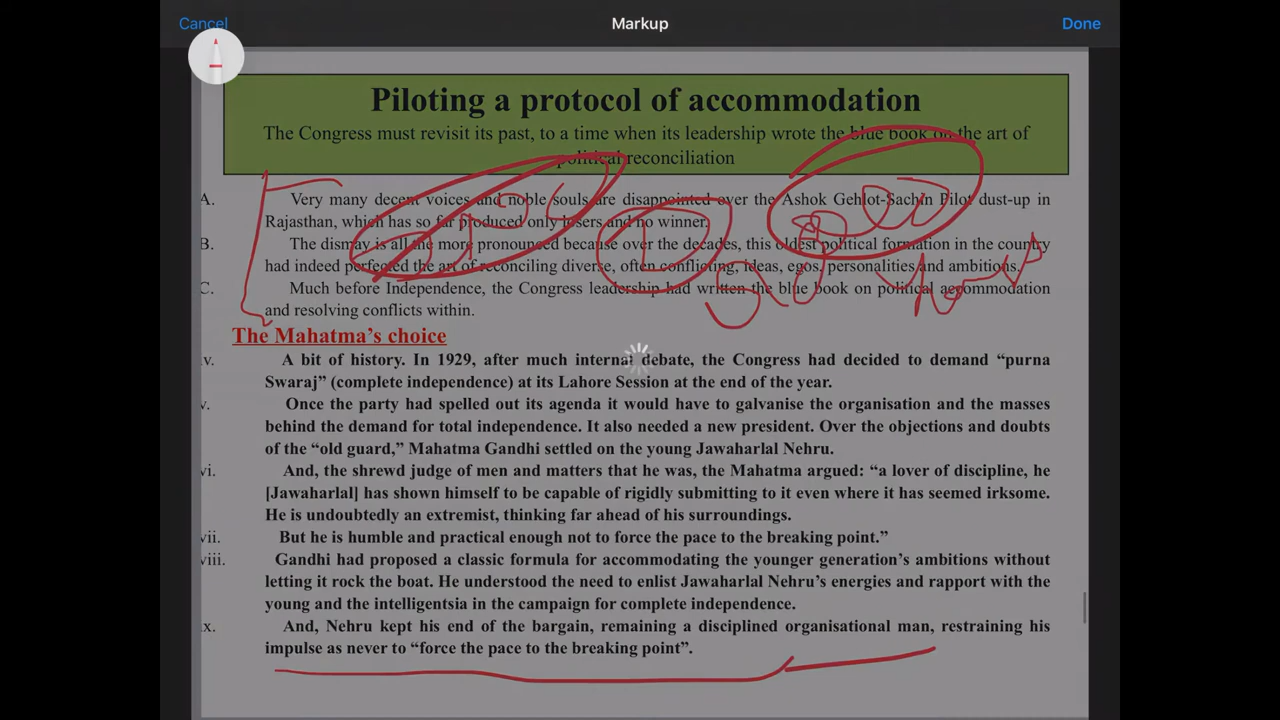 Cancel
Markup
Done
Piloting a protocol of accommodation
The Congress must revisit its past, to a time when its leadership wrote the blue book on the art of
political reconciliation
A. Very many decent voices and noble souls are disappointed over the Ashok Gehlot-Sachin Pilot dust-up in
Rajasthan, which has so far produced only losers and no winner.
B. The dismay is all the more pronounced because over the decades, this oldest political formation in the country
had indeed perfected the art of reconciling diverse, often conflicting, ideas, egos, personalities and ambitions.
C. Much before Independence, the Congress leadership had written the blue book on political accommodation
and resolving conflicts within.
The Mahatma’s choice
iv. A bit of history. In 1929, after much internal debate, the Congress had decided to demand “purna
Swaraj” (complete independence) at its Lahore Session at the end of the year.
v. Once the party had spelled out its agenda it would have to galvanise the organisation and the masses
behind the demand for total independence. It also needed a new president. Over the objections and doubts
of the “old guard,” Mahatma Gandhi settled on the young Jawaharlal Nehru.
vi. And, the shrewd judge of men and matters that he was, the Mahatma argued: “a lover of discipline, he
[Jawaharlal] has shown himself to be capable of rigidly submitting to it even where it has seemed irksome.
He is undoubtedly an extremist, thinking far ahead of his surroundings.
vii. But he is humble and practical enough not to force the pace to the breaking point.”
viii. Gandhi had proposed a classic formula for accommodating the younger generation’s ambitions without
letting it rock the boat. He understood the need to enlist Jawaharlal Nehru’s energies and rapport with the
young and the intelligentsia in the campaign for complete independence.
ix. And, Nehru kept his end of the bargain, remaining a disciplined organisational man, restraining his
impulse as never to “force the pace to the breaking point”.